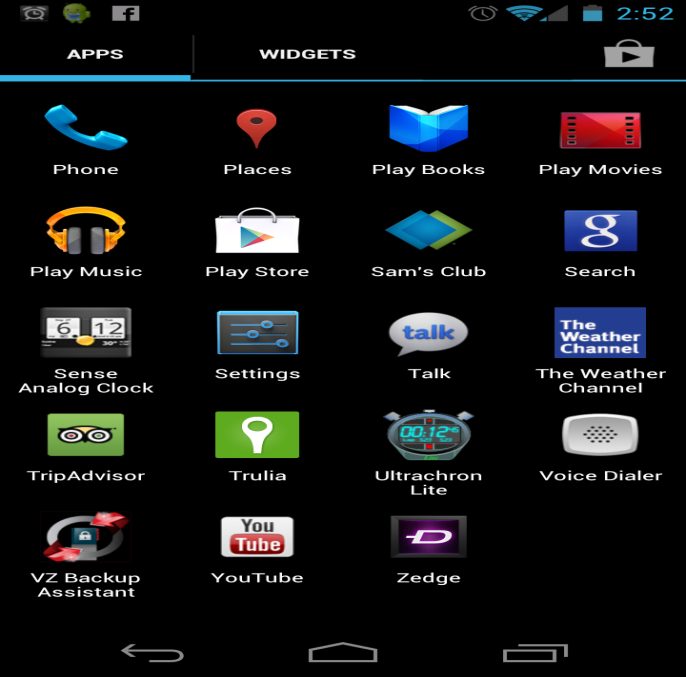 2:52
APPS WIDGETS
Phone Places Play Books Play Movies
Play Music Play Store Sam's Club Search
6 12
30°
talk
The
Weather
Channel
Sense
Analog Clock
Settings
Talk
The Weather
Channel
00:12
TripAdvisor
Trulia
Ultrachron
Lite
Voice Dialer
You
Tube
VZ Backup
Assistant
YouTube
Zedge